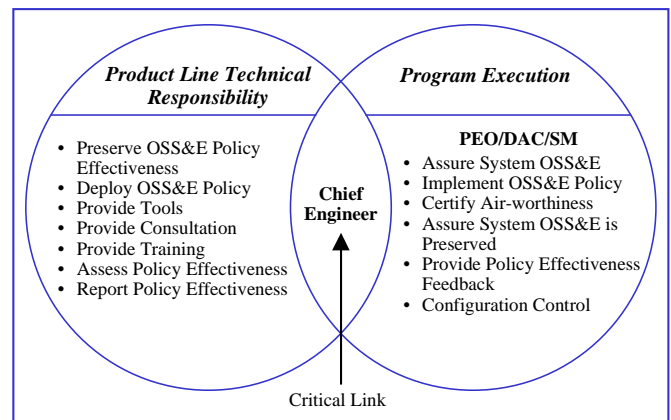 Product Line Technical
Responsibility
• Preserve OSS&E Policy
Effectiveness
• Deploy OSS&E Policy
• Provide Tools
• Provide Consultation
• Provide Training
• Assess Policy Effectiveness
• Report Policy Effectiveness
Chief
Engineer
Program Execution
PEO/DAC/SM
• Assure System OSS&E
• Implement OSS&E Policy
• Certify Air-worthiness
• Assure System OSS&E is
Preserved
• Provide Policy Effectiveness
Feedback
• Configuration Control
Critical Link